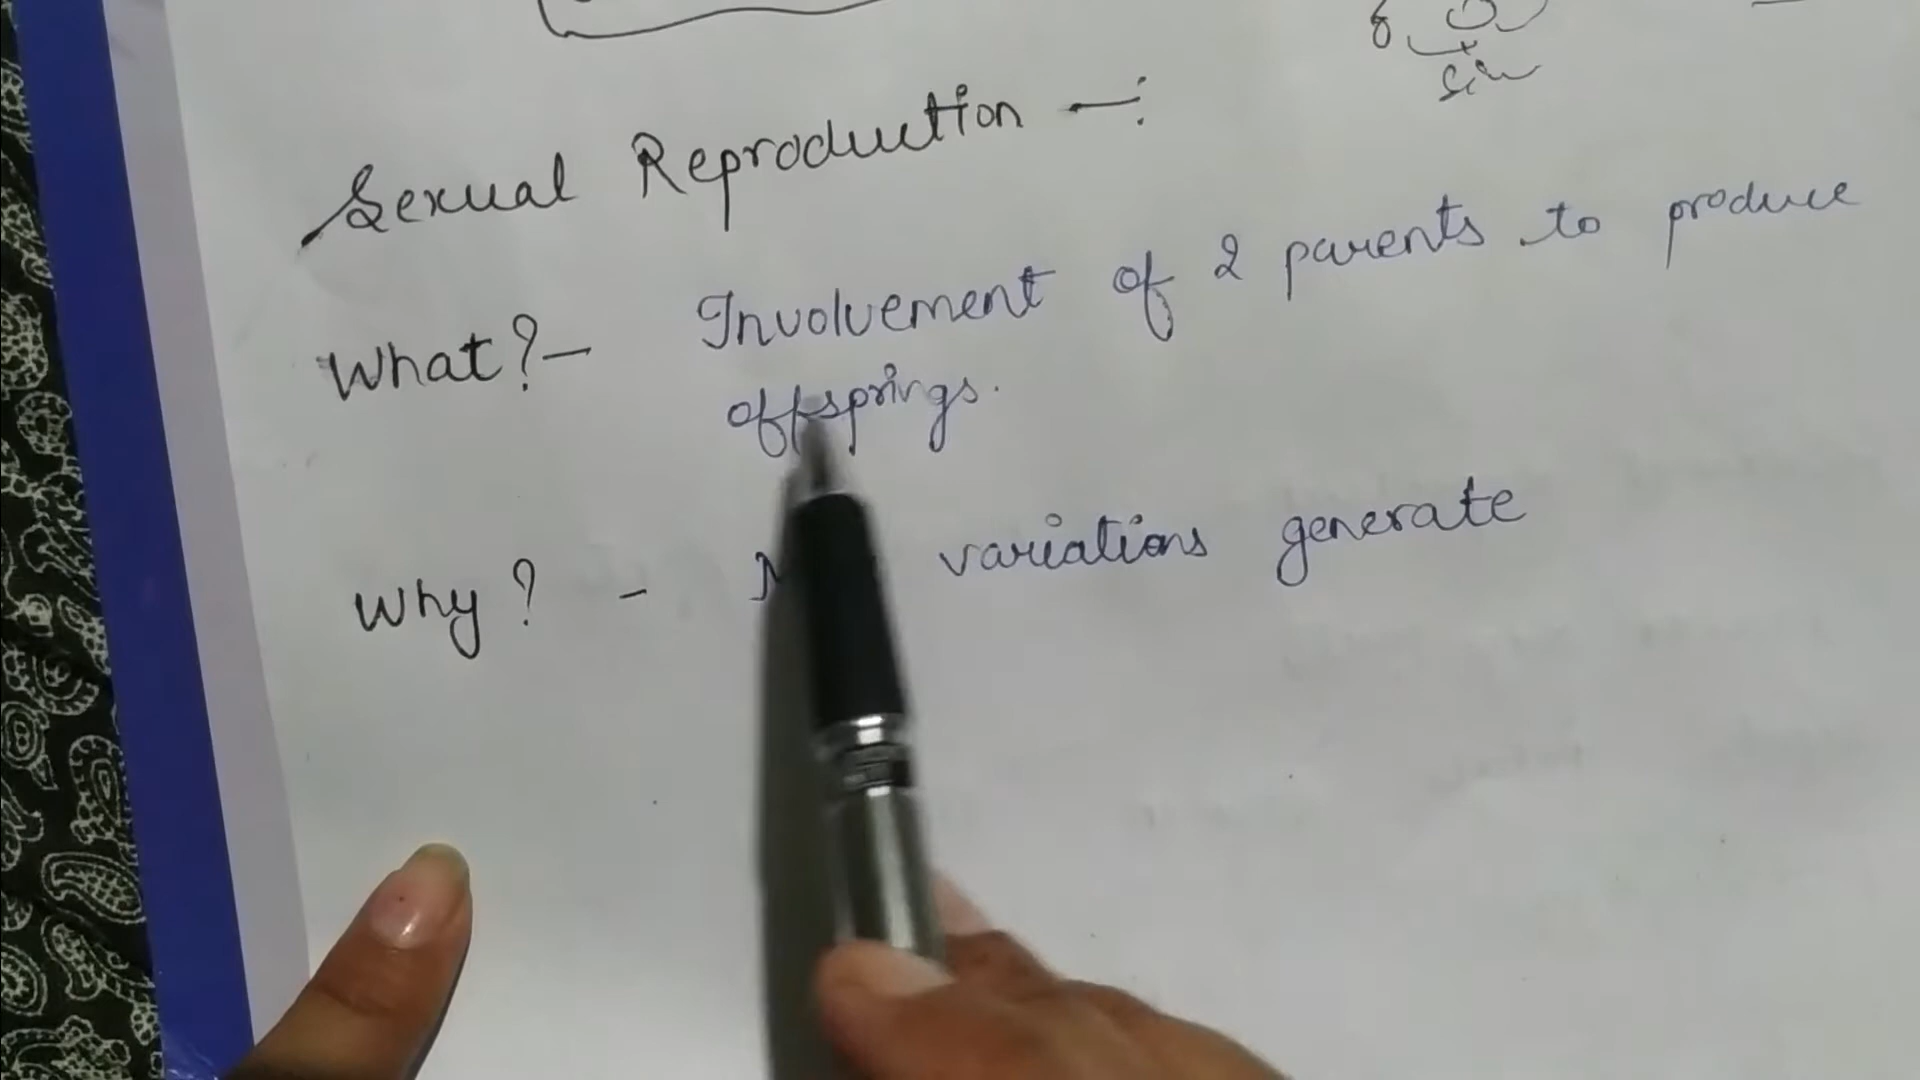 Sexual Reproduction —:
What? – Involvement of 2 parents to produce
offsprings.
Why? - variations generate